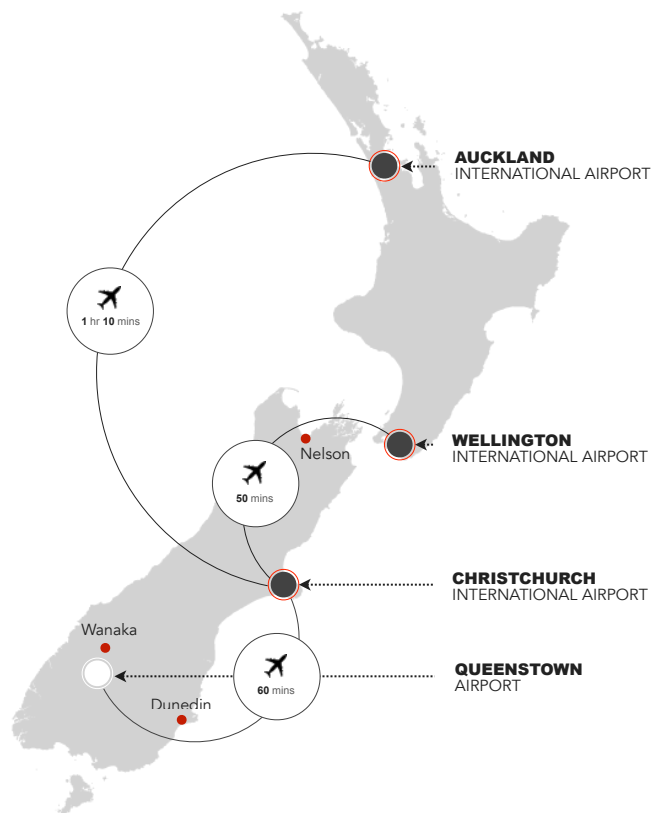 AUCKLAND
INTERNATIONAL AIRPORT
1 hr 10 mins
WELLINGTON
INTERNATIONAL AIRPORT
Nelson
50 mins
CHRISTCHURCH
INTERNATIONAL AIRPORT
Wanaka
QUEENSTOWN
AIRPORT
60 mins
Dunedin